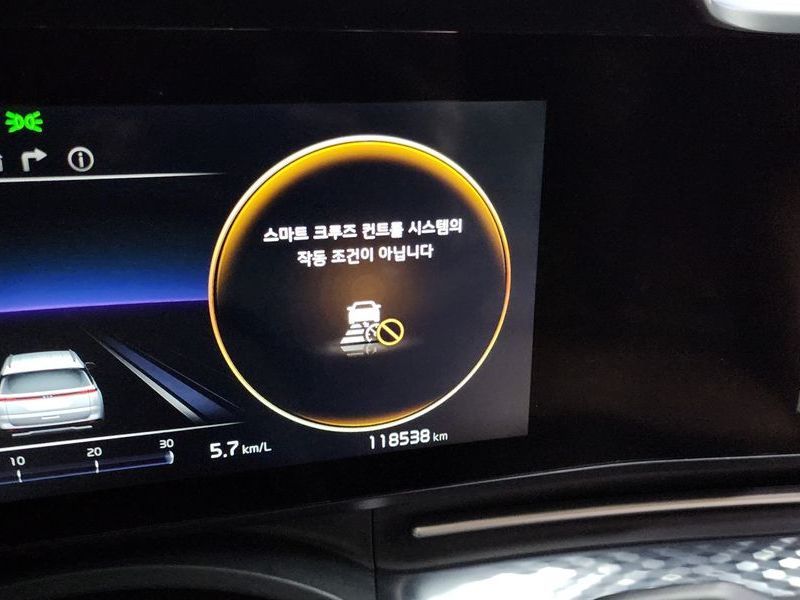 스마트 크루즈 컨트롤 시스템의
작동 조건이 아닙니다
10 20 30
5.7 km/L
118538 km